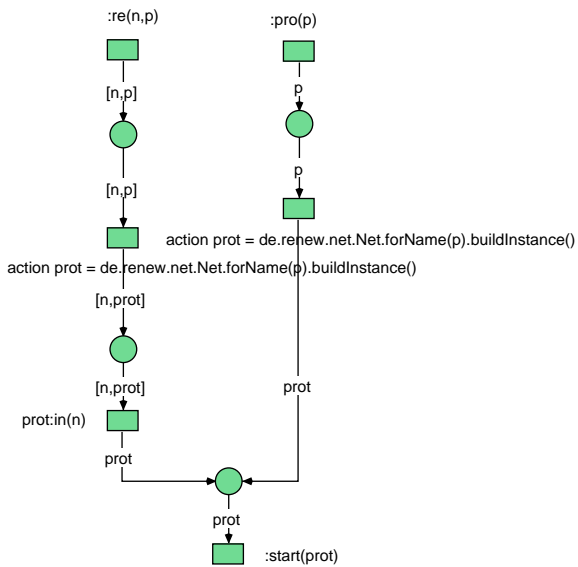 :re(n,p)
:pro(p)
[n,p]
p
[n,p]
p
action prot = de.renew.net.Net.forName(p).buildInstance()
action prot = de.renew.net.Net.forName(p).buildInstance()
[n,prot]
[n,prot]
prot
prot:in(n)
prot
prot
:start(prot)